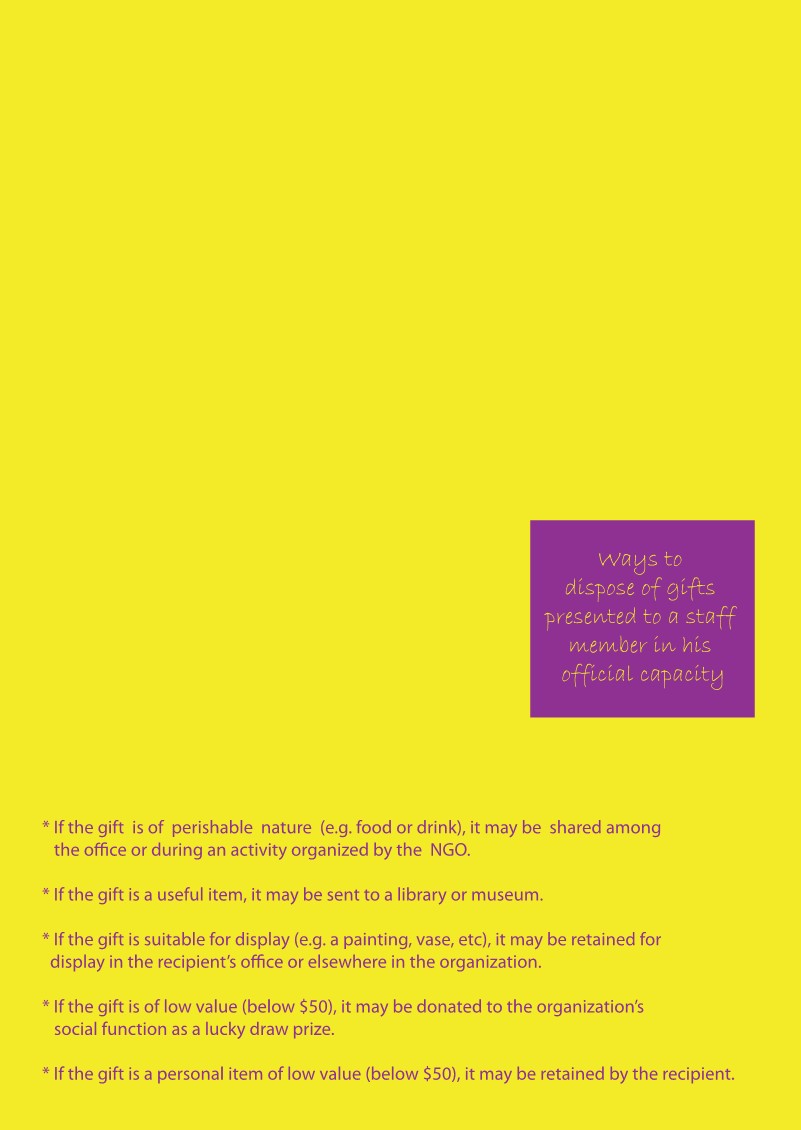 Ways to
dispose of gifts
presented to a staff
member in his
official capacity
* If the gift is of perishable nature (e.g. food or drink), it may be shared among
the office or during an activity organized by the NGO.
* If the gift is a useful item, it may be sent to a library or museum.
* If the gift is suitable for display (e.g. a painting, vase, etc), it may be retained for
display in the recipient’s office or elsewhere in the organization.
* If the gift is of low value (below $50), it may be donated to the organization’s
social function as a lucky draw prize.
* If the gift is a personal item of low value (below $50), it may be retained by the recipient.